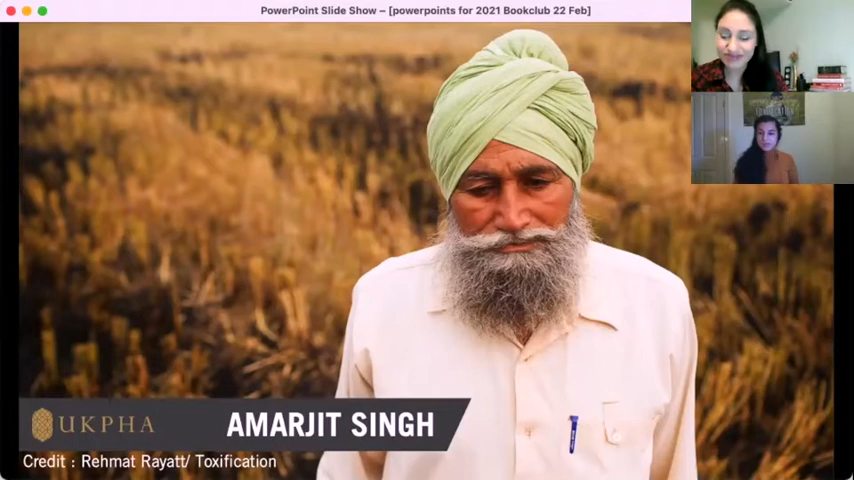 PowerPoint Slide Show – [powerpoints for 2021 Bookclub 22 Feb]
UKPHA
AMARJIT SINGH
Credit : Rehmat Rayatt/ Toxification